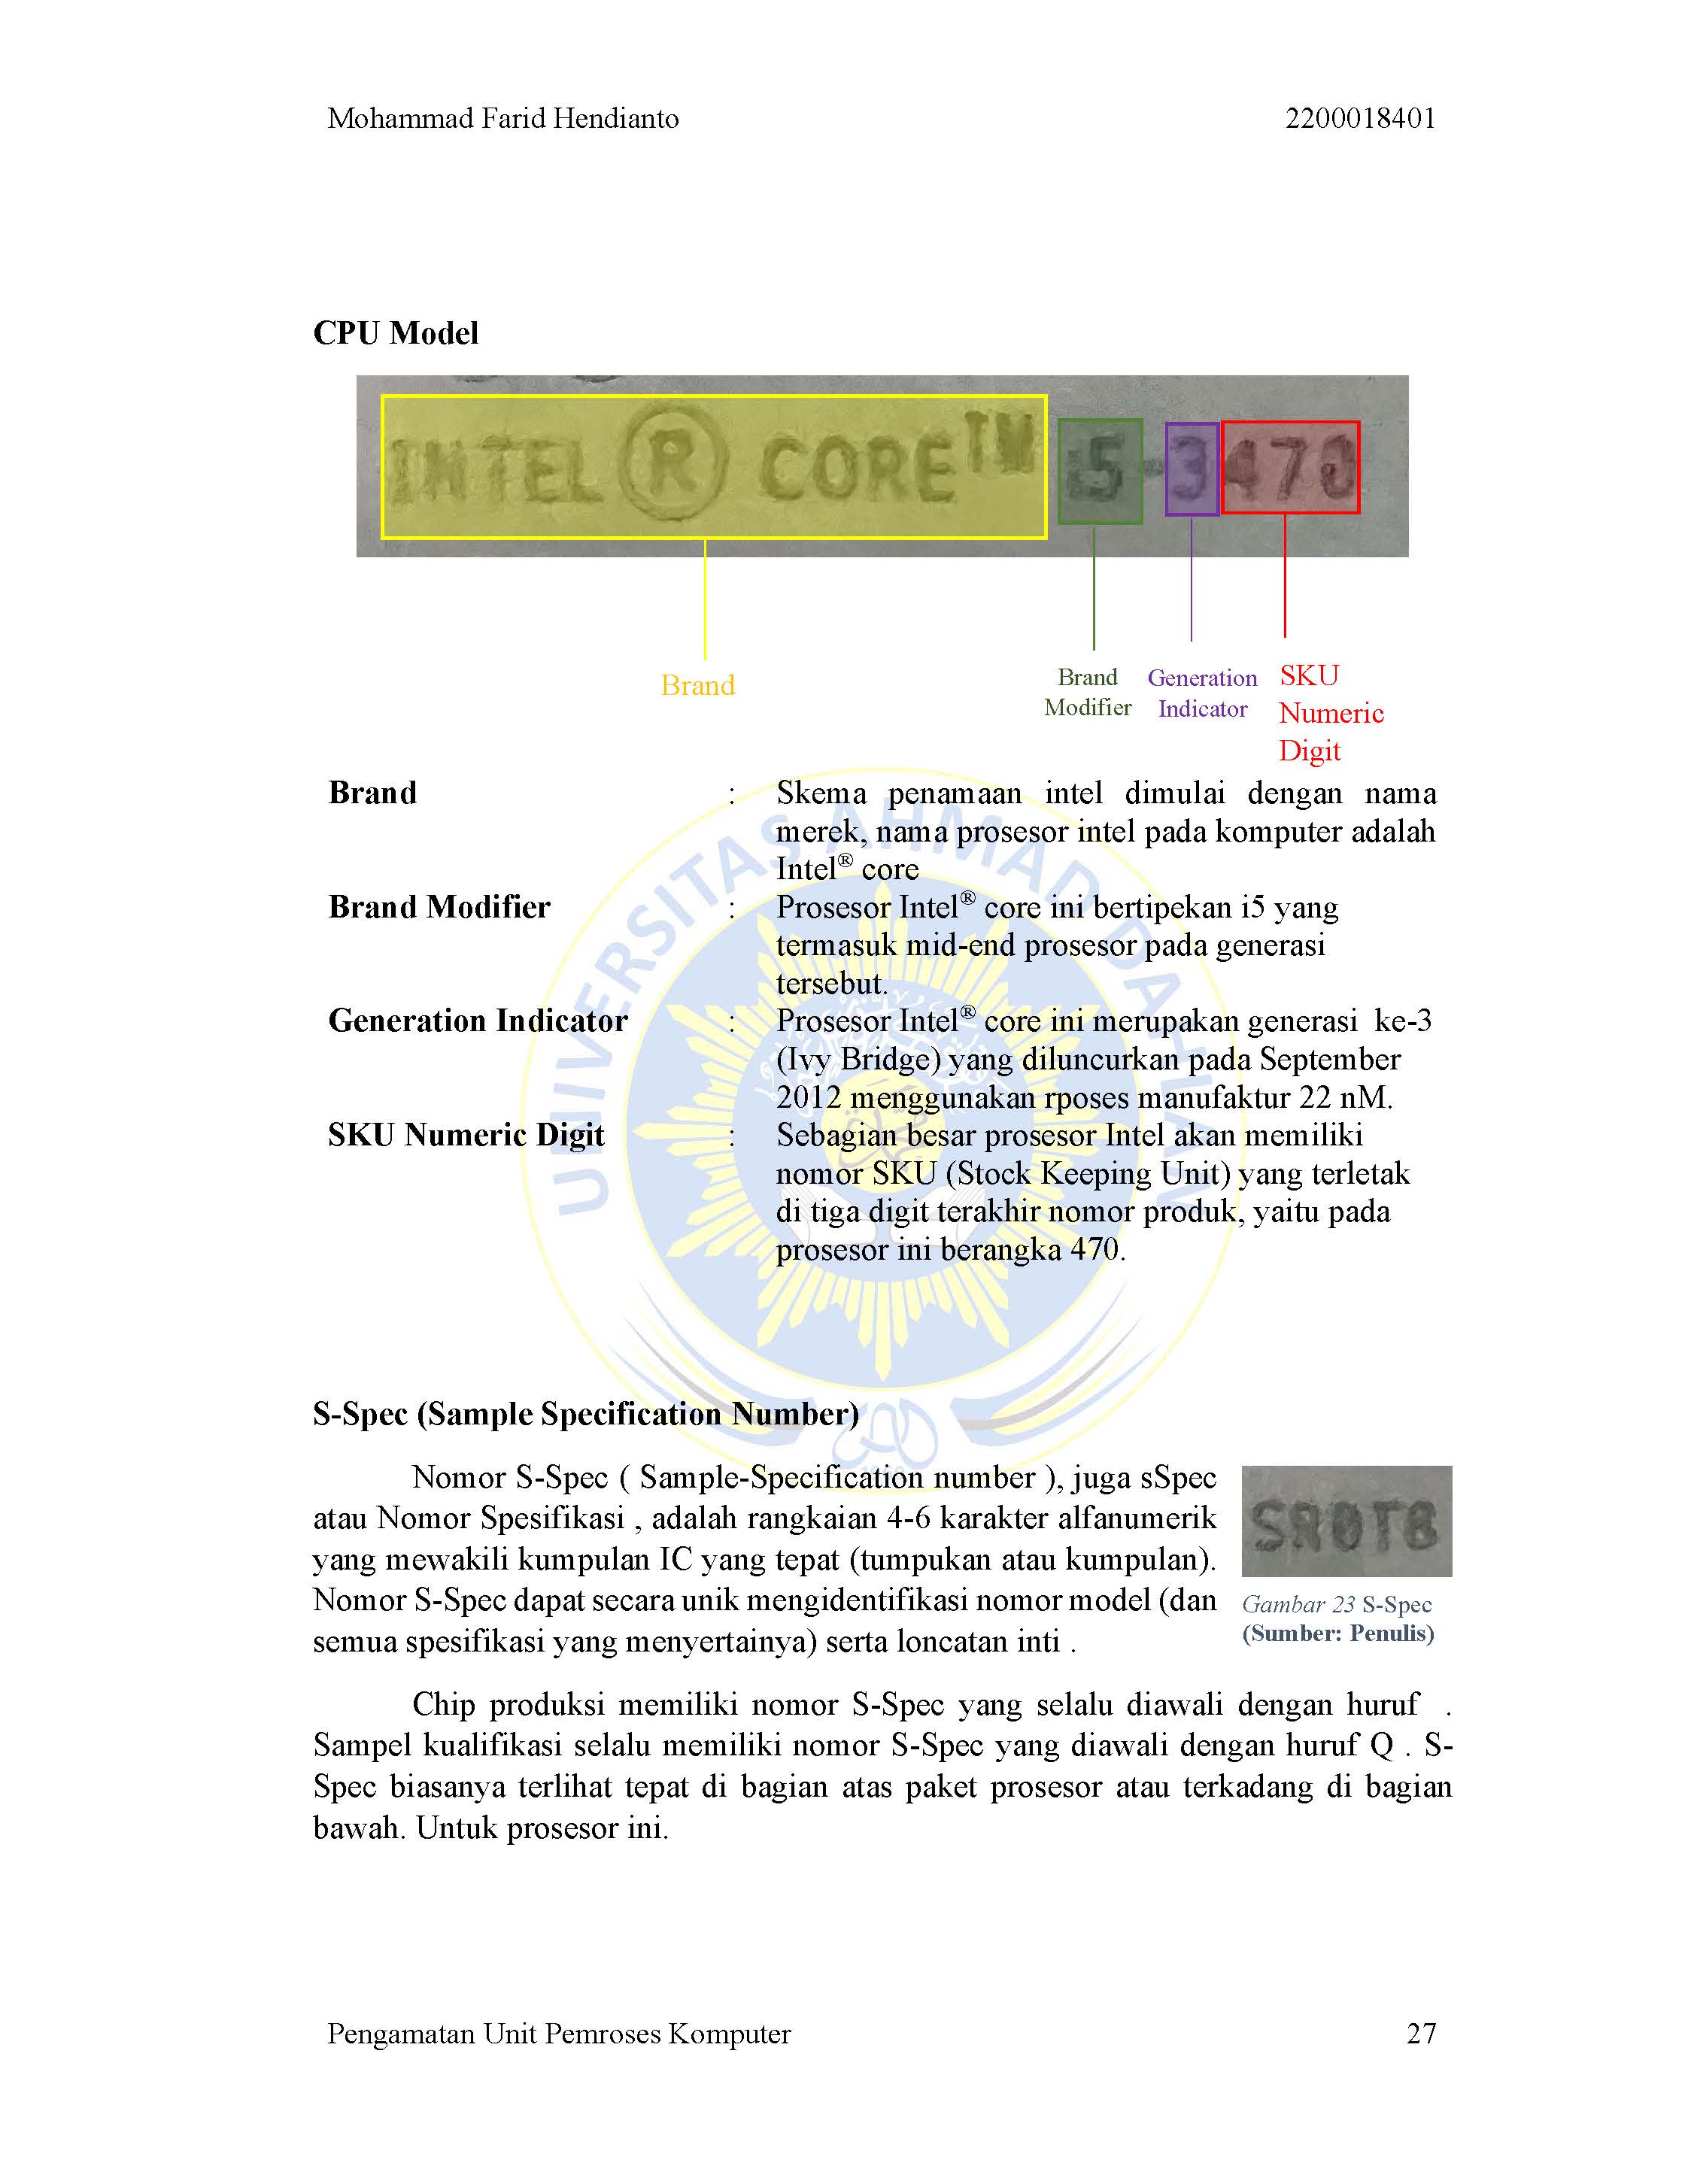 Mohammad Farid Hendianto 2200018401
CPU Model
INTEL ® CORE™ i5-3470
Brand
Brand Modifier
Generation Indicator
SKU Numeric Digit
Brand : Skema penamaan intel dimulai dengan nama
merek, nama prosesor intel pada komputer adalah
Intel® core
Brand Modifier : Prosesor Intel® core ini bertipekan i5 yang
termasuk mid-end prosesor pada generasi
tersebut.
Generation Indicator : Prosesor Intel® core ini merupakan generasi ke-3
(Ivy Bridge) yang diluncurkan pada September
2012 menggunakan rposes manufaktur 22 nM.
SKU Numeric Digit : Sebagian besar prosesor Intel akan memiliki
nomor SKU (Stock Keeping Unit) yang terletak
di tiga digit terakhir nomor produk, yaitu pada
prosesor ini berangka 470.
UNIVERSITAS AHMAD DAHLAN
S-Spec (Sample Specification Number)
Nomor S-Spec ( Sample-Specification number ), juga sSpec
atau Nomor Spesifikasi , adalah rangkaian 4-6 karakter alfanumerik
yang mewakili kumpulan IC yang tepat (tumpukan atau kumpulan).
Nomor S-Spec dapat secara unik mengidentifikasi nomor model (dan
semua spesifikasi yang menyertainya) serta loncatan inti .
SR0T8
Gambar 23 S-Spec
(Sumber: Penulis)
Chip produksi memiliki nomor S-Spec yang selalu diawali dengan huruf .
Sampel kualifikasi selalu memiliki nomor S-Spec yang diawali dengan huruf Q . S-
Spec biasanya terlihat tepat di bagian atas paket prosesor atau terkadang di bagian
bawah. Untuk prosesor ini.
Pengamatan Unit Pemroses Komputer 27